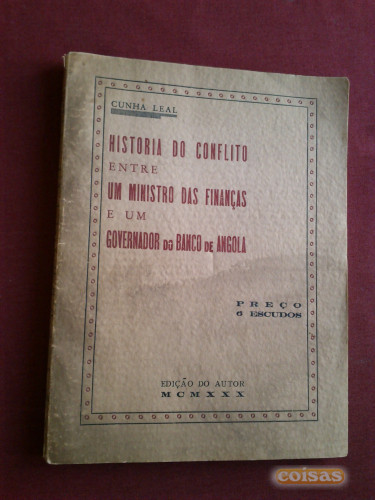 CUNHA LEAL
HISTORIA DO CONFLITO
ENTRE
UM MINISTRO DAS FINANÇAS
E UM
GOVERNADOR DO BANCO DE ANGOLA
PREÇO
6 ESCUDOS
EDIÇÃO DO AUTOR
MCMXXX
coisas